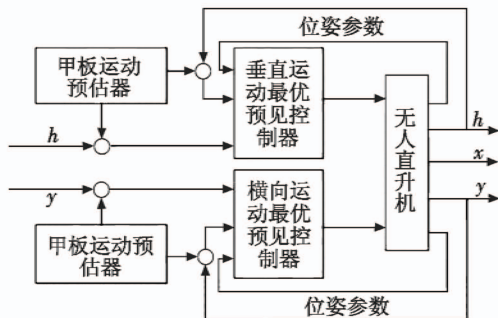 位姿参数
甲板运动
预估器
垂直运
动最优
预见控
制器
h
无人直升机
h
x
y
y
横向运
动最优
预见控
制器
甲板运动预
估器
位姿参数